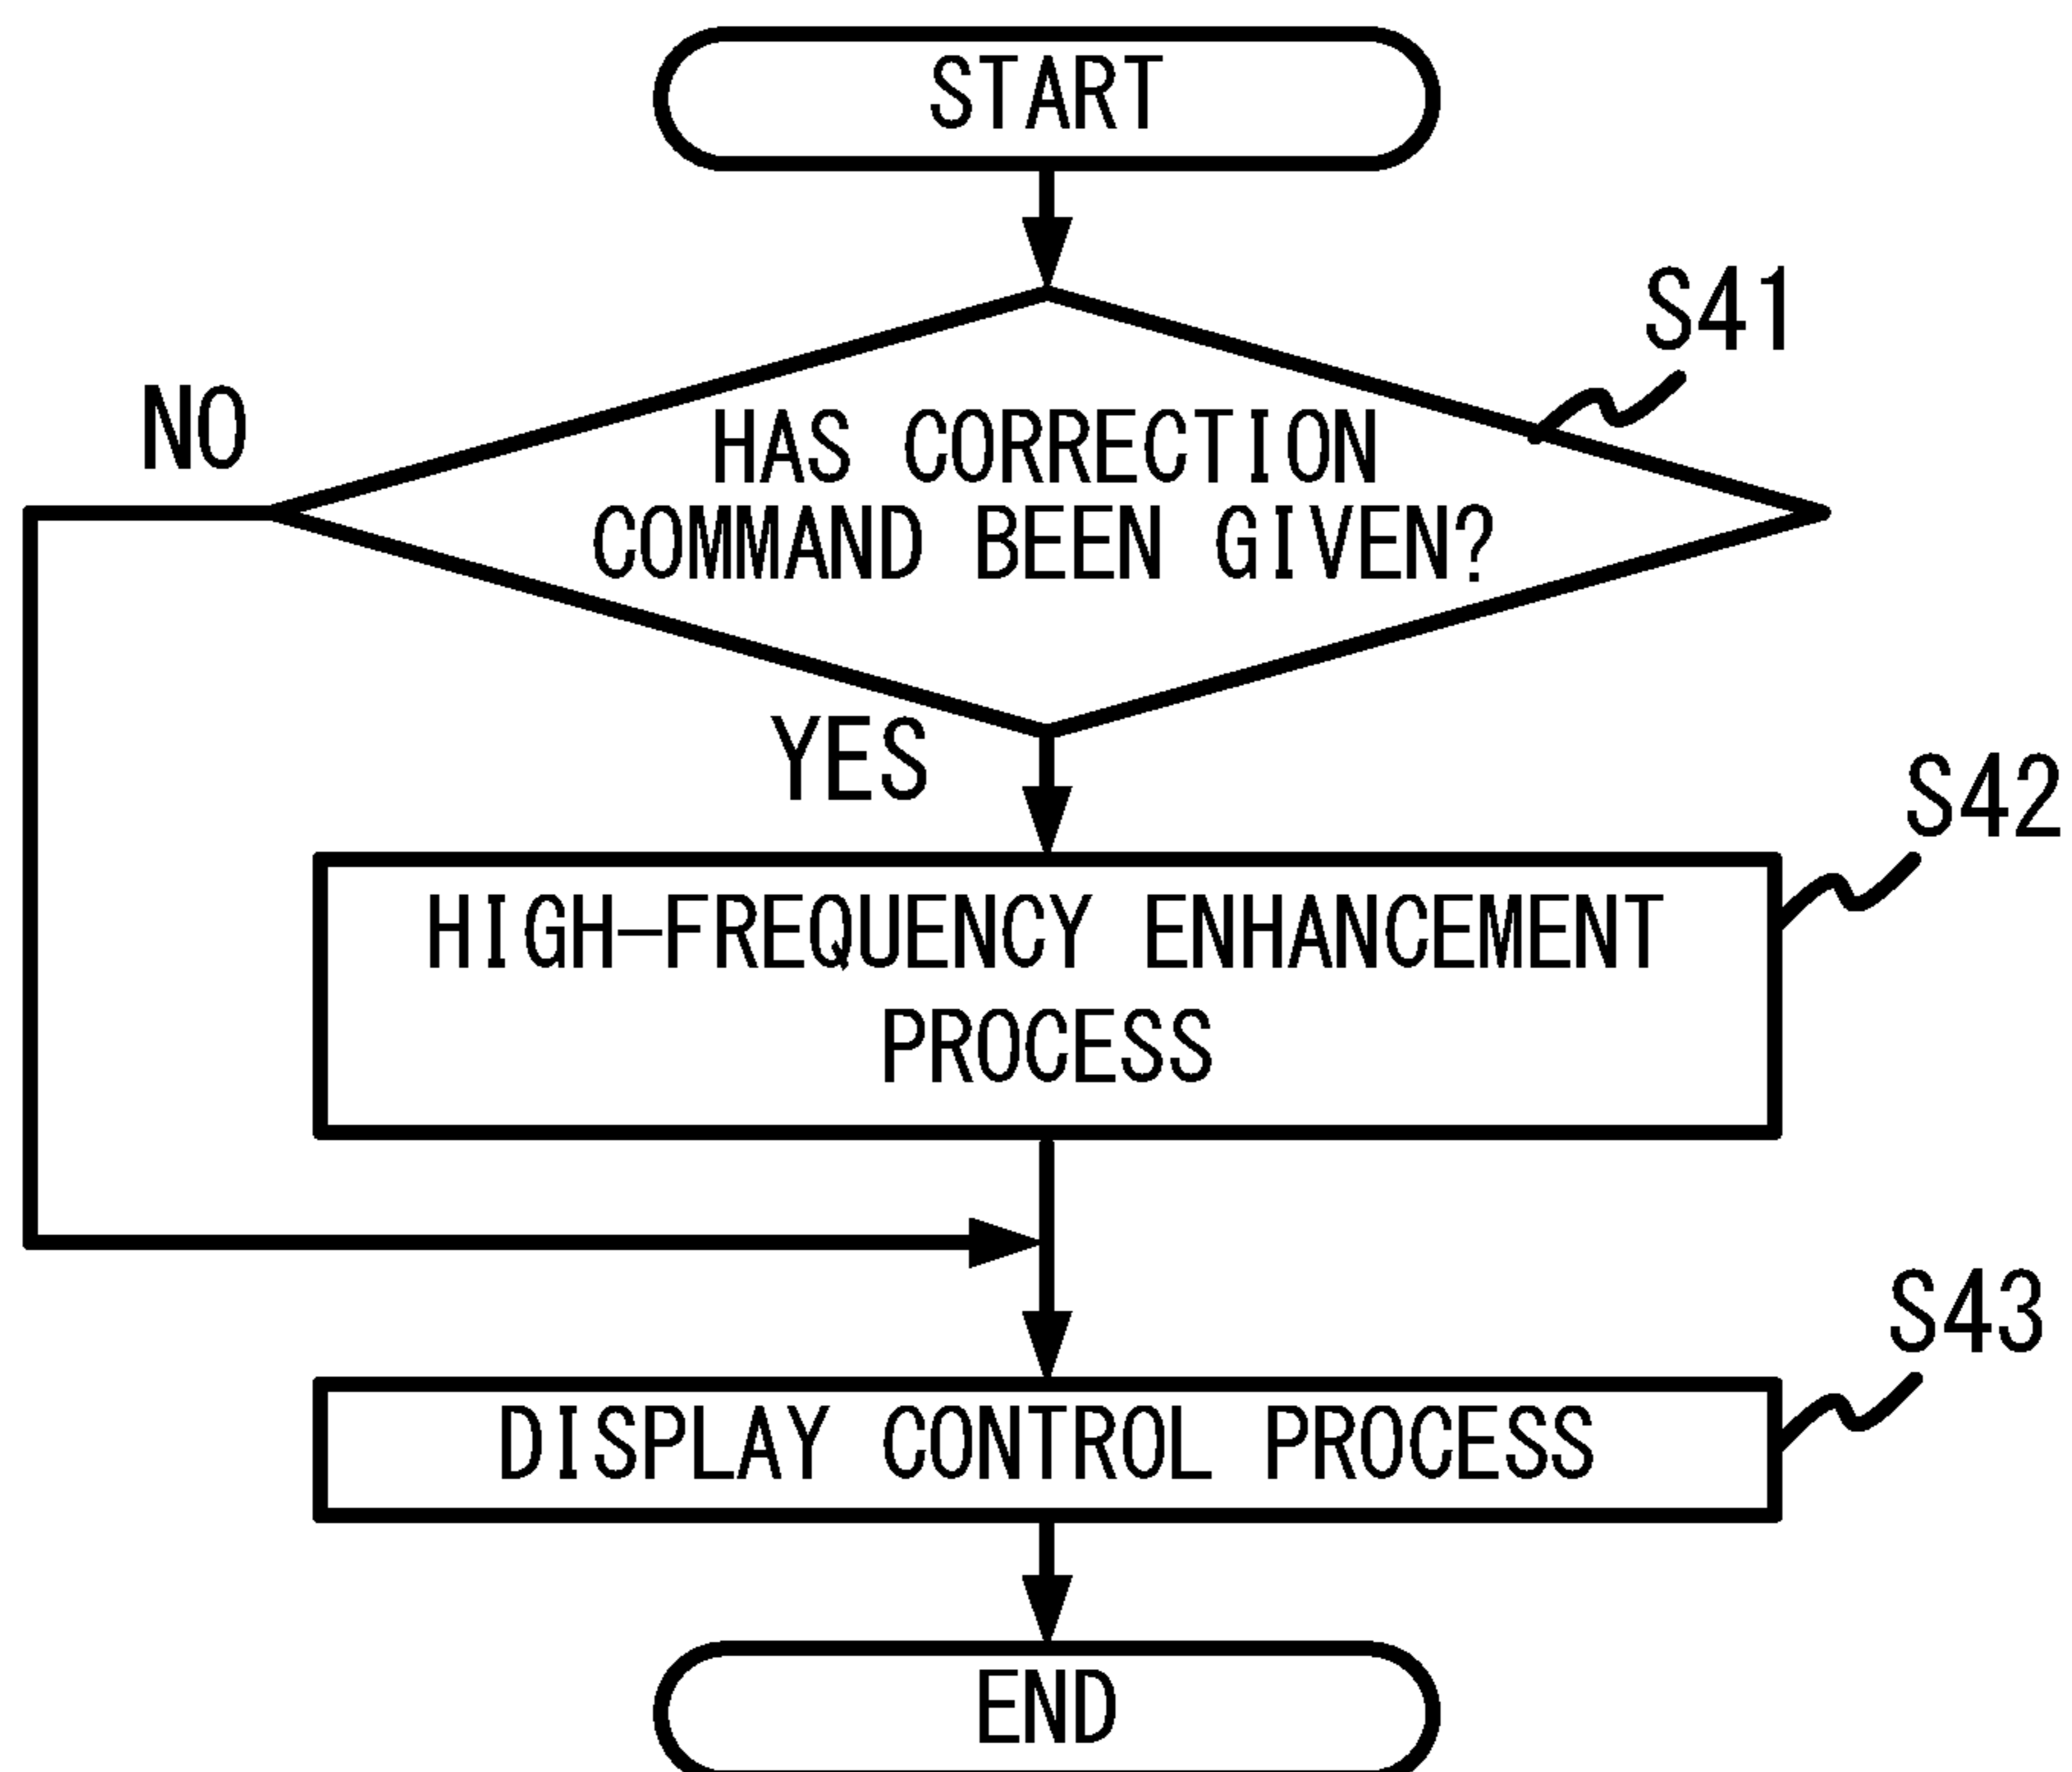 START
S41
NO
HAS CORRECTION
COMMAND BEEN GIVEN?
YES
S42
HIGH-FREQUENCY ENHANCEMENT
PROCESS
S43
DISPLAY CONTROL PROCESS
END